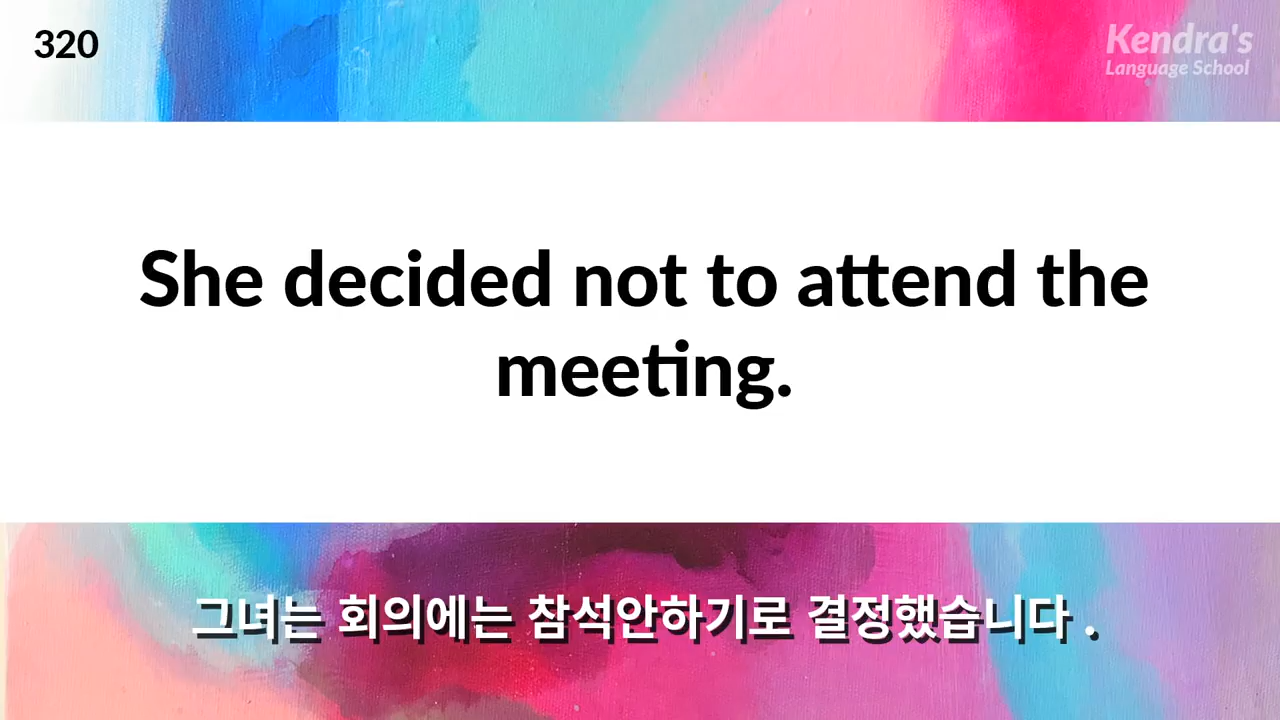 320
Kendra's
Language School
She decided not to attend the
meeting.
그녀는 회의에는 참석안하기로 결정했습니다 .